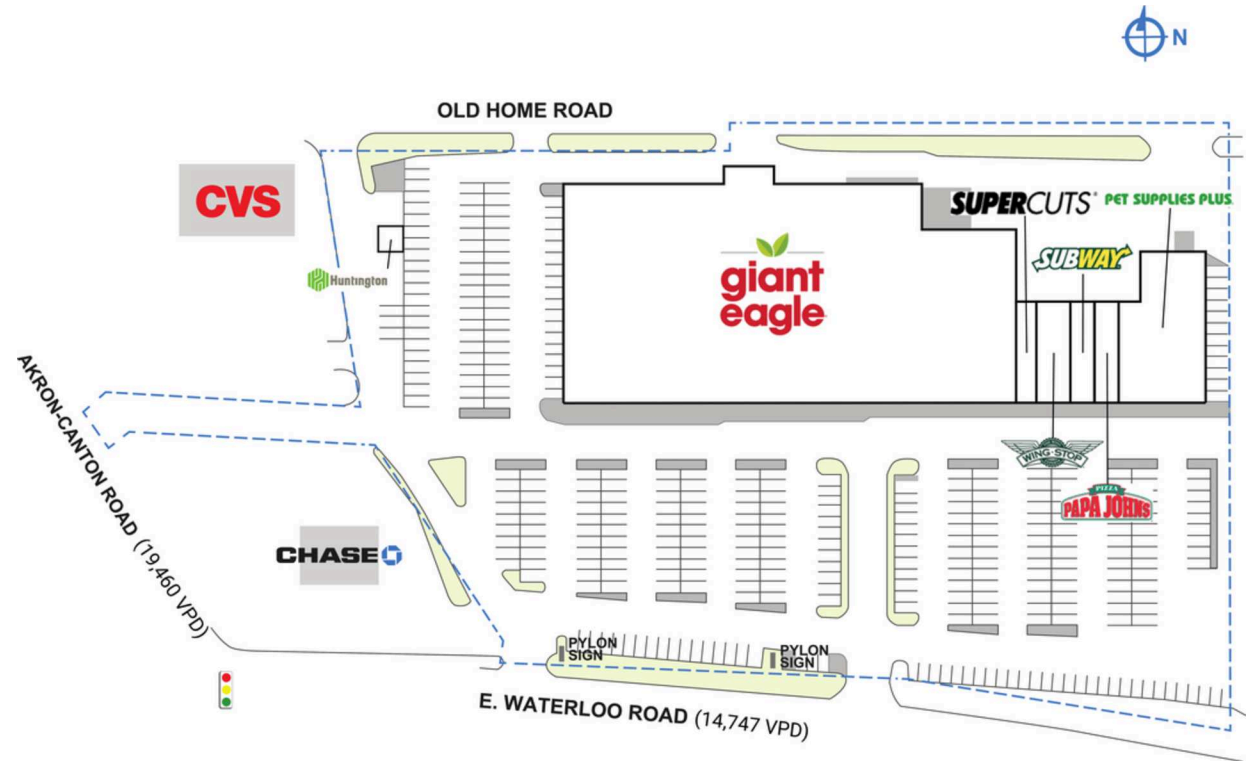 N
OLD HOME ROAD
CVS
SUPERCUTS®
PET SUPPLIES PLUS.
SUBWAY
giant
eagle
Huntington
AKRON-CANTON ROAD (19,460 VPD)
WING·STOP
PIZZA
PAPA JOHNS
CHASE
PYLON
SIGN
PYLON
SIGN
E. WATERLOO ROAD (14,747 VPD)